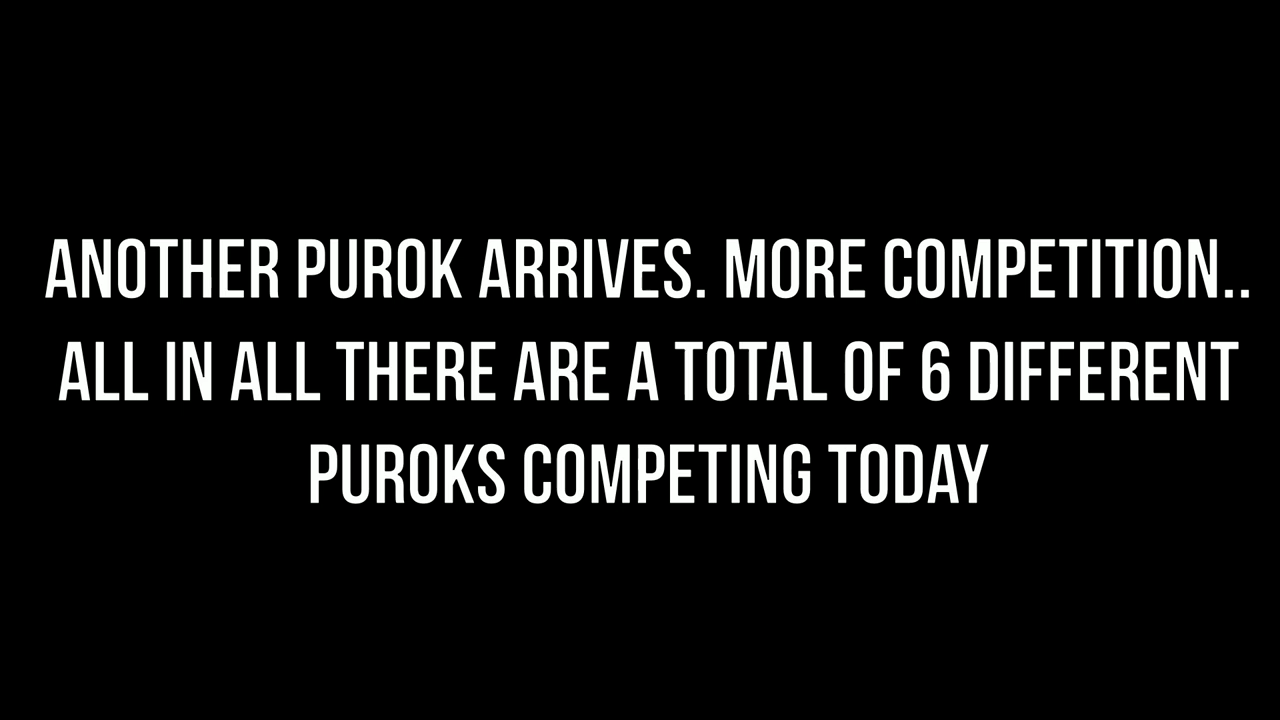 ANOTHER PUROK ARRIVES. MORE COMPETITION..
ALL IN ALL THERE ARE A TOTAL OF 6 DIFFERENT
PUROKS COMPETING TODAY